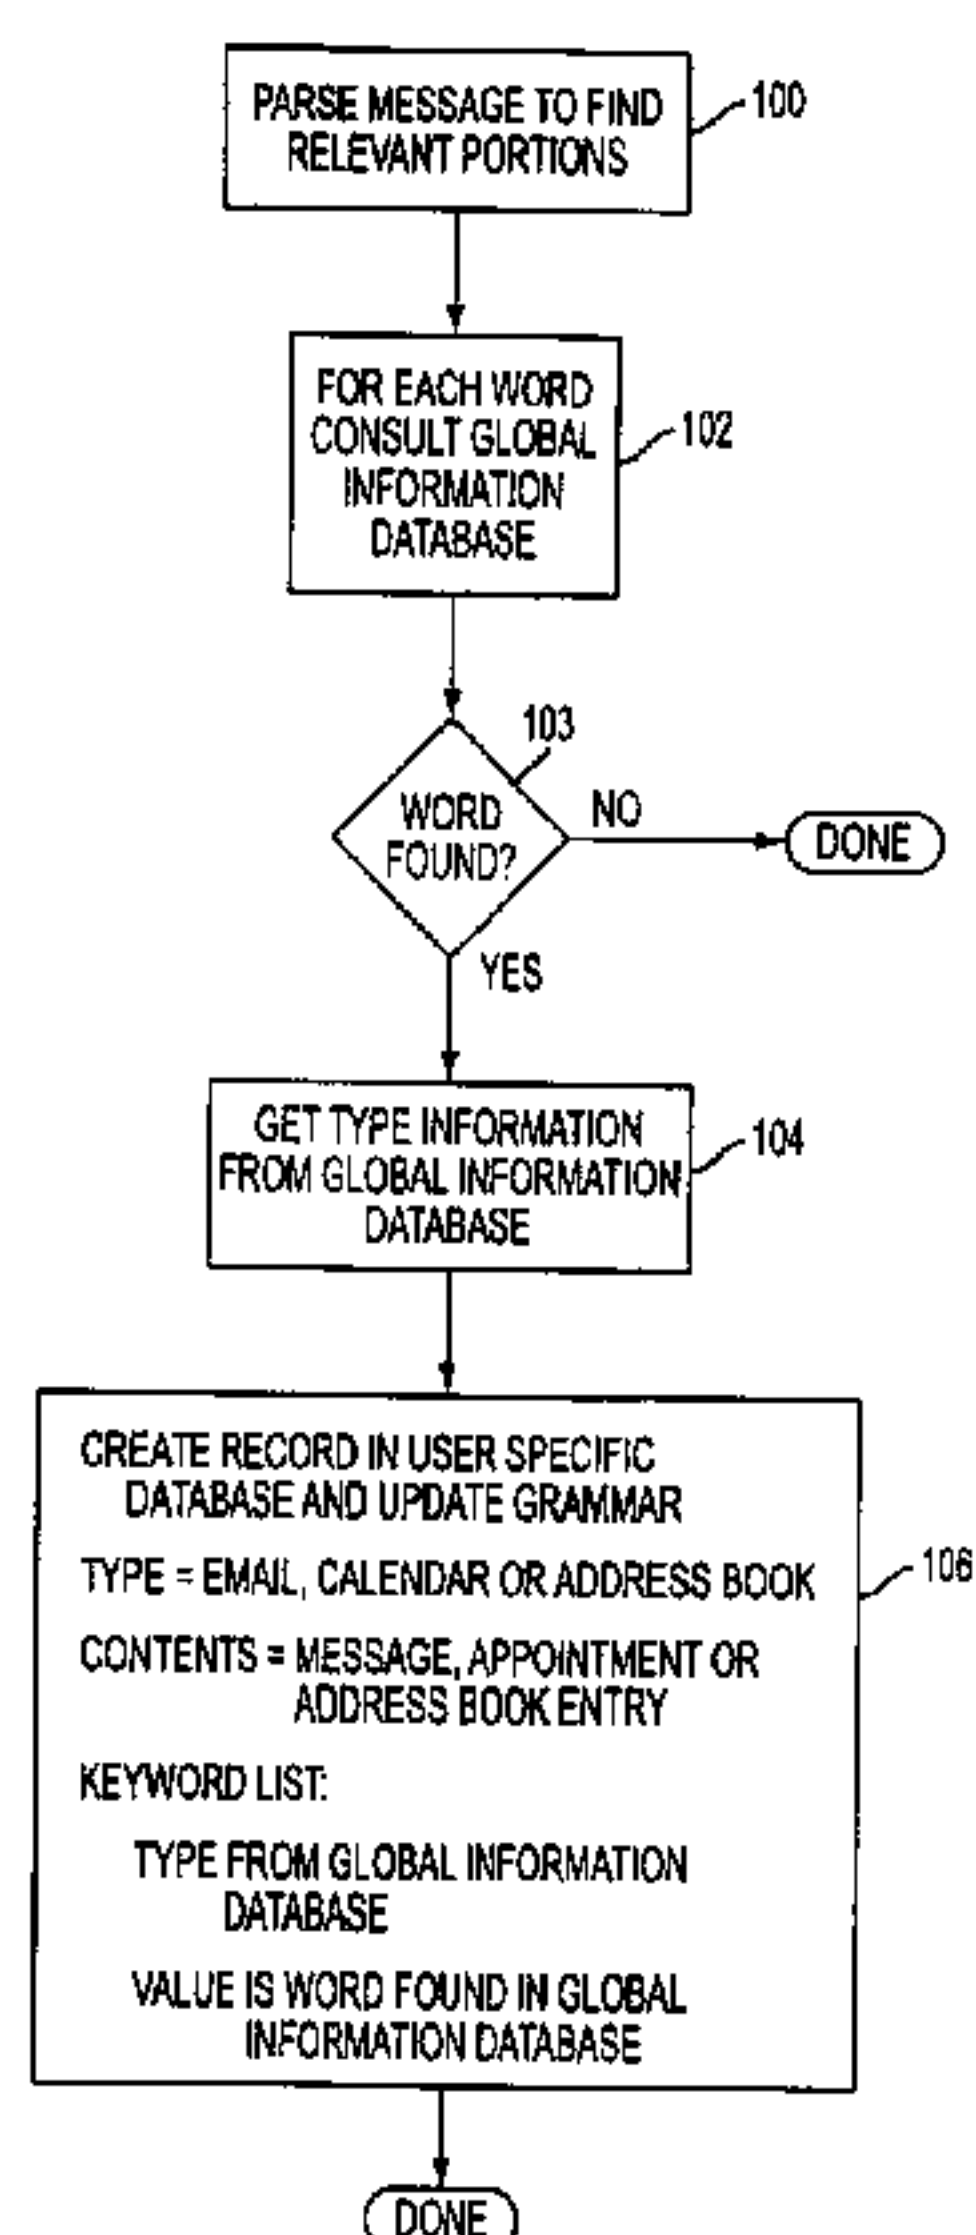 PARSE MESSAGE TO FIND
RELEVANT PORTIONS
100
FOR EACH WORD
CONSULT GLOBAL
INFORMATION
DATABASE
102
103
WORD
FOUND?
NO
DONE
YES
GET TYPE INFORMATION
FROM GLOBAL INFORMATION
DATABASE
104
CREATE RECORD IN USER SPECIFIC
DATABASE AND UPDATE GRAMMAR
TYPE = EMAIL, CALENDAR OR ADDRESS BOOK
106
CONTENTS = MESSAGE, APPOINTMENT OR
ADDRESS BOOK ENTRY
KEYWORD LIST:
TYPE FROM GLOBAL INFORMATION
DATABASE
VALUE IS WORD FOUND IN GLOBAL
INFORMATION DATABASE
DONE